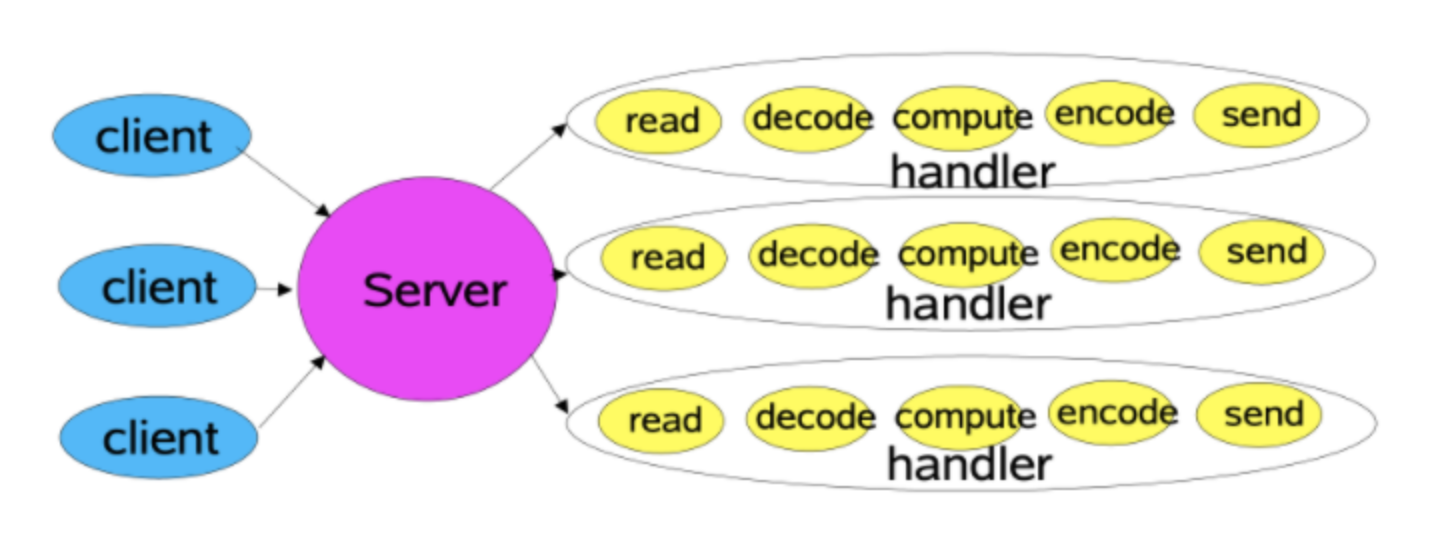 client
client
client
Server
read decode compute encode send
handler
read decode compute encode send
handler
read decode compute encode send
handler